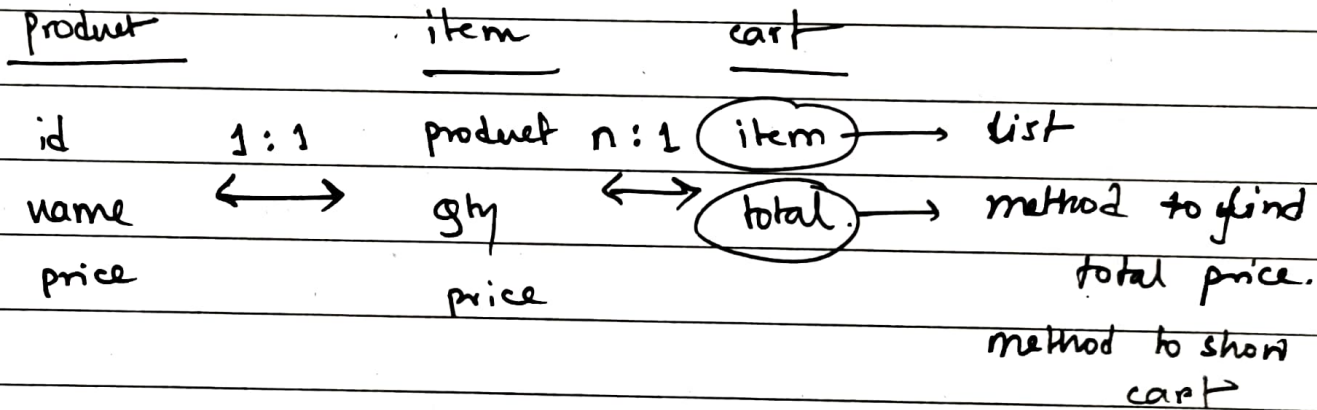 product item cart
id 1 : 1 product n : 1 item → list
name ↔ qty ↔ total. → method to find
price price total price.
method to show
cart